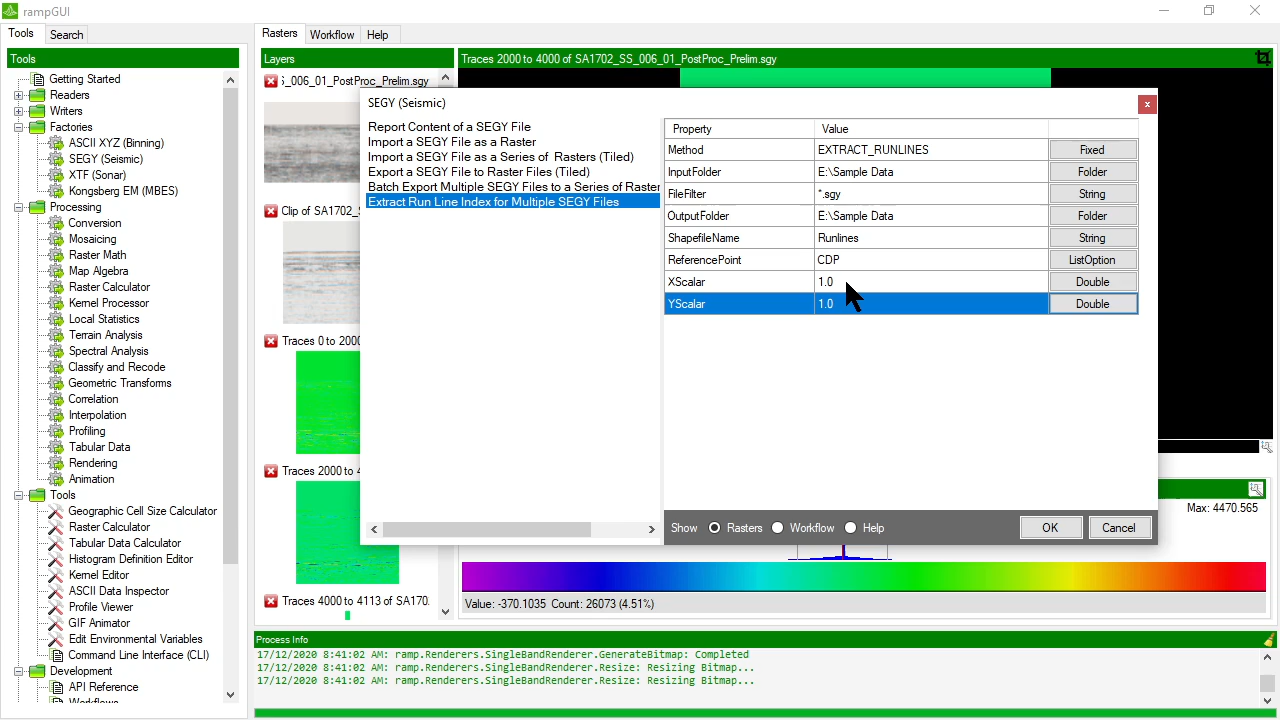 rampGUI
Tools
Search
Rasters
Workflow
Help
Tools
Getting Started
Readers
Writers
Factories
ASCII XYZ (Binning)
SEGY (Seismic)
XTF (Sonar)
Kongsberg EM (MBES)
Processing
Conversion
Mosaicing
Raster Math
Map Algebra
Raster Calculator
Kernel Processor
Local Statistics
Terrain Analysis
Spectral Analysis
Classify and Recode
Geometric Transforms
Correlation
Interpolation
Profiling
Tabular Data
Rendering
Animation
Tools
Geographic Cell Size Calculator
Raster Calculator
Tabular Data Calculator
Histogram Definition Editor
Kernel Editor
ASCII Data Inspector
Profile Viewer
GIF Animator
Edit Environmental Variables
Command Line Interface (CLI)
Development
API Reference
Workflows
Layers
;_006_01_PostProc_Prelim.sgy
Clip of SA1702_
Traces 0 to 2000
Traces 2000 to 4
Traces 4000 to 4113 of SA170
Traces 2000 to 4000 of SA1702_SS_006_01_PostProc_Prelim.sgy
SEGY (Seismic)
x
Report Content of a SEGY File
Import a SEGY File as a Raster
Import a SEGY File as a Series of Rasters (Tiled)
Export a SEGY File to Raster Files (Tiled)
Batch Export Multiple SEGY Files to a Series of Raster
Extract Run Line Index for Multiple SEGY Files
Property Value
Method EXTRACT_RUNLINES Fixed
InputFolder E:\Sample Data Folder
FileFilter *.sgy String
OutputFolder E:\Sample Data Folder
ShapefileName Runlines String
ReferencePoint CDP ListOption
XScalar 1.0 Double
YScalar 1.0 Double
Show Rasters Workflow Help OK Cancel
Max: 4470.565
Value: -370.1035 Count: 26073 (4.51%)
Process Info
17/12/2020 8:41:02 AM: ramp.Renderers.SingleBandRenderer.GenerateBitmap: Completed
17/12/2020 8:41:02 AM: ramp.Renderers.SingleBandRenderer.Resize: Resizing Bitmap...
17/12/2020 8:41:02 AM: ramp.Renderers.SingleBandRenderer.Resize: Resizing Bitmap...